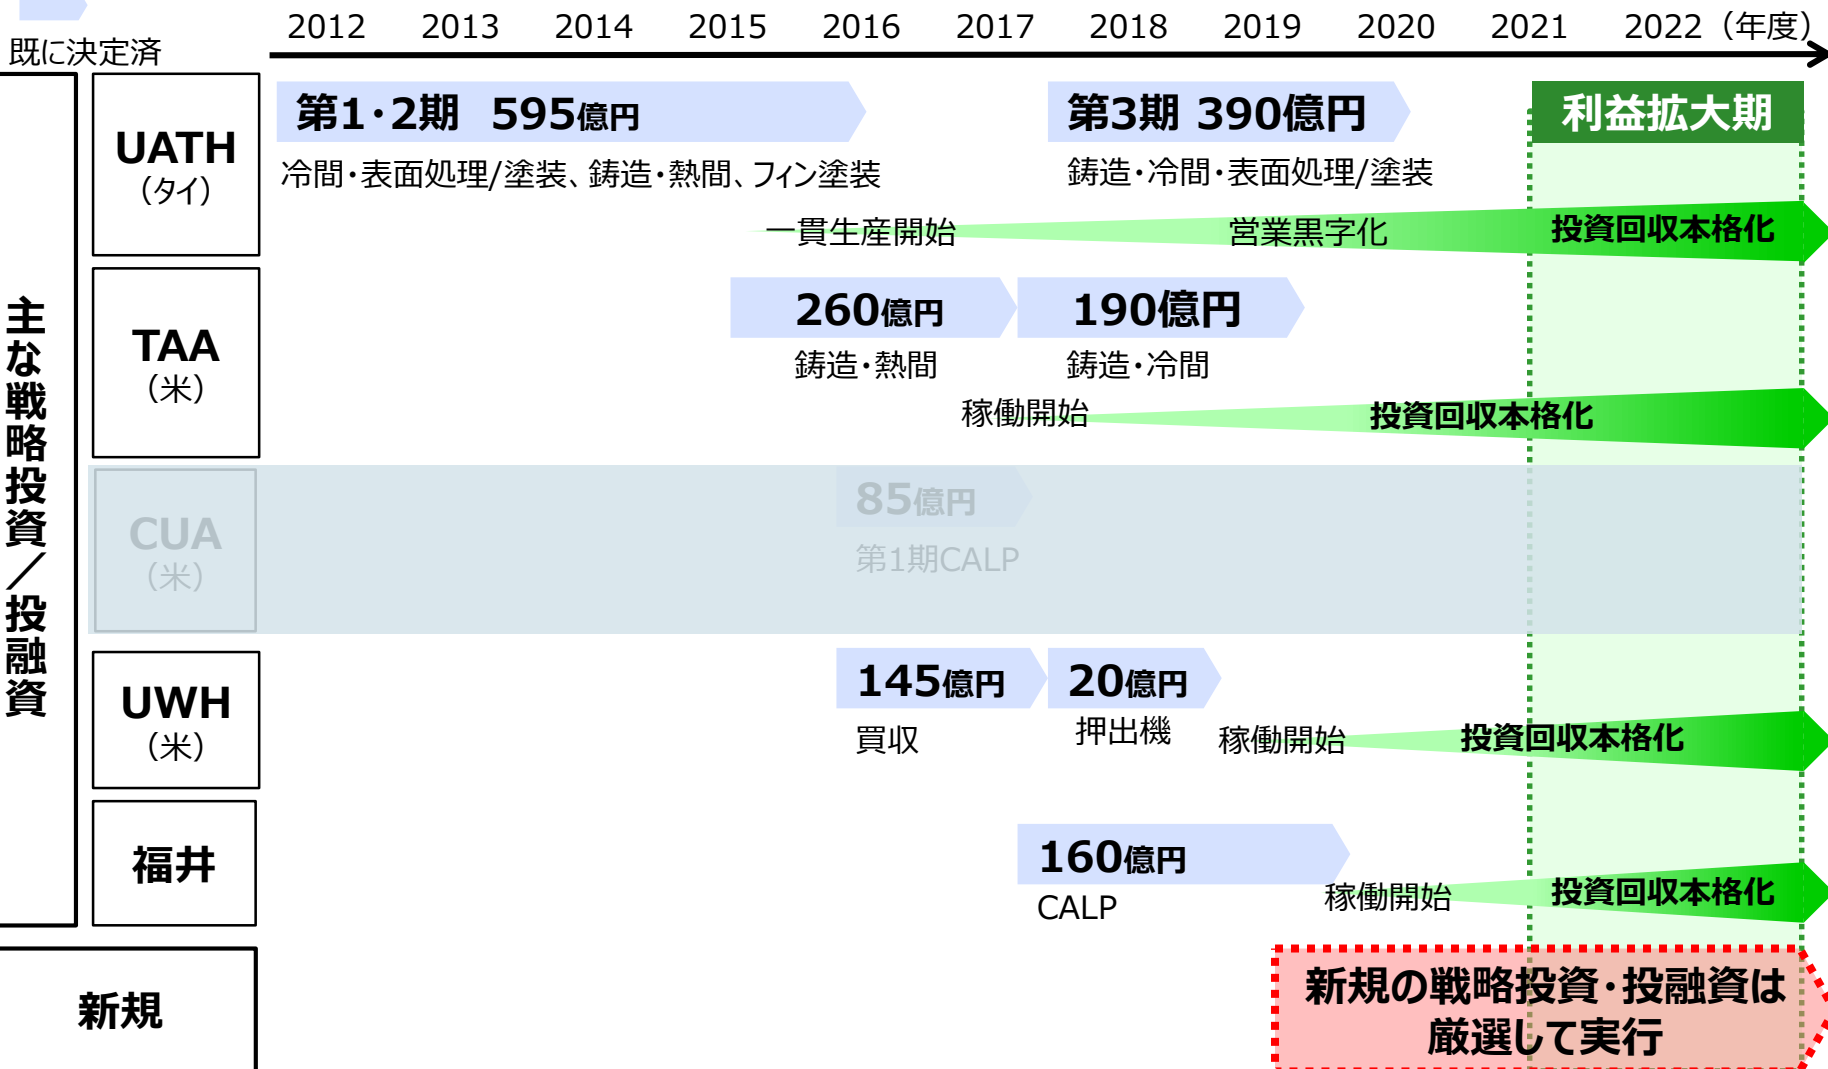 2012 2013 2014 2015 2016 2017 2018 2019 2020 2021 2022（年度）
既に決定済
主な戦略投資／投融資
UATH
（タイ）
第1・2期 595億円
第3期 390億円
利益拡大期
冷間・表面処理/塗装、鋳造・熱間、フィン塗装
鋳造・冷間・表面処理/塗装
一貫生産開始
営業黒字化
投資回収本格化
TAA
（米）
260億円
190億円
鋳造・熱間
鋳造・冷間
稼働開始
投資回収本格化
CUA
（米）
85億円
第1期CALP
UWH
（米）
145億円
20億円
買収
押出機
稼働開始
投資回収本格化
福井
160億円
CALP
稼働開始
投資回収本格化
新規
新規の戦略投資・投融資は
厳選して実行